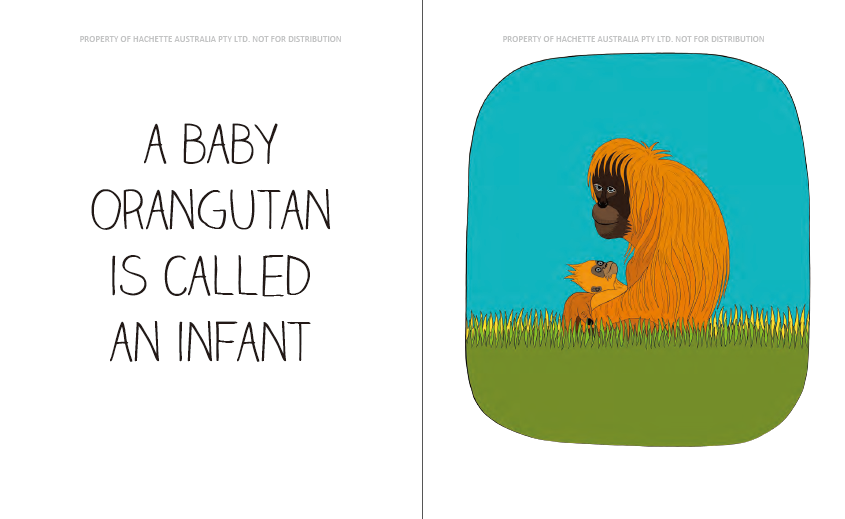 PROPERTY OF HACHETTE AUSTRALIA PTY LTD. NOT FOR DISTRIBUTION
A BABY
ORANGUTAN
IS CALLED
AN INFANT
PROPERTY OF HACHETTE AUSTRALIA PTY LTD. NOT FOR DISTRIBUTION